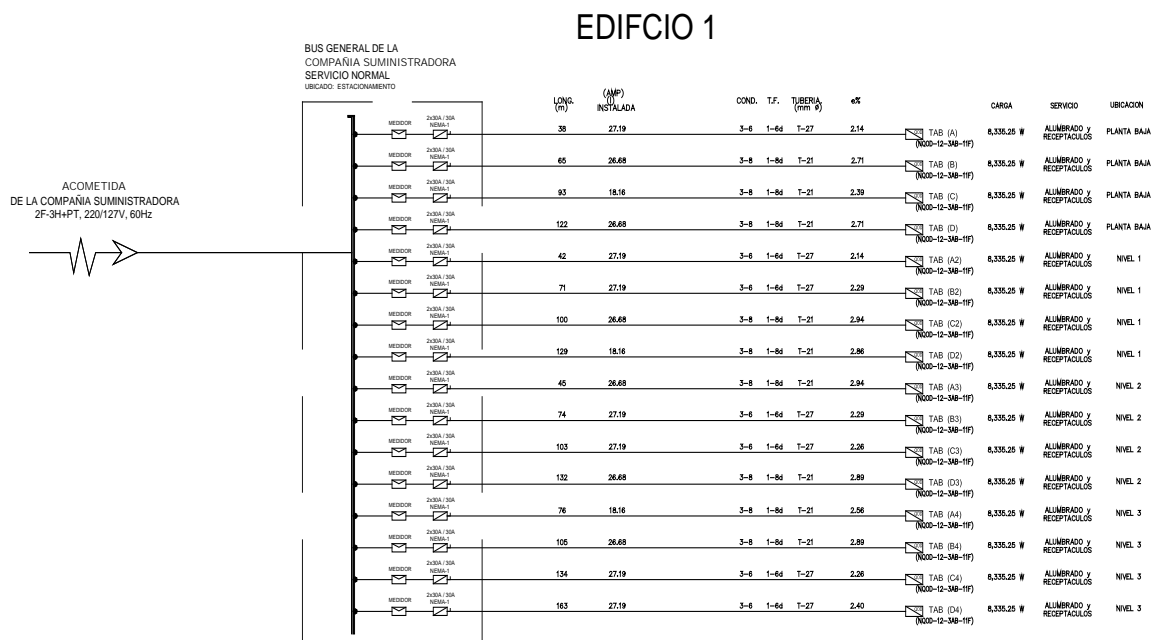 EDIFCIO 1
BUS GENERAL DE LA
COMPAÑIA SUMINISTRADORA
SERVICIO NORMAL
UBICADO: ESTACIONAMIENTO
ACOMETIDA
DE LA COMPAÑIA SUMINISTRADORA
2F-3H+PT, 220/127V, 60Hz
LONG. (m) (AMP) (I) INSTALADA COND. T.F. TUBERIA (mm Ø) e% CARGA SERVICIO UBICACION
MEDIDOR 2x30A / 30A NEMA-1 38 27.19 3-6 1-6d T-27 2.14 TAB (A) (NQOD-12-3AB-11F) 8,335.25 W ALUMBRADO y RECEPTACULOS PLANTA BAJA
MEDIDOR 2x30A / 30A NEMA-1 65 26.68 3-8 1-8d T-21 2.71 TAB (B) (NQOD-12-3AB-11F) 8,335.25 W ALUMBRADO y RECEPTACULOS PLANTA BAJA
MEDIDOR 2x30A / 30A NEMA-1 93 18.16 3-8 1-8d T-21 2.39 TAB (C) (NQOD-12-3AB-11F) 8,335.25 W ALUMBRADO y RECEPTACULOS PLANTA BAJA
MEDIDOR 2x30A / 30A NEMA-1 122 26.68 3-8 1-8d T-21 2.71 TAB (D) (NQOD-12-3AB-11F) 8,335.25 W ALUMBRADO y RECEPTACULOS PLANTA BAJA
MEDIDOR 2x30A / 30A NEMA-1 42 27.19 3-6 1-6d T-27 2.14 TAB (A2) (NQOD-12-3AB-11F) 8,335.25 W ALUMBRADO y RECEPTACULOS NIVEL 1
MEDIDOR 2x30A / 30A NEMA-1 71 27.19 3-6 1-6d T-27 2.29 TAB (B2) (NQOD-12-3AB-11F) 8,335.25 W ALUMBRADO y RECEPTACULOS NIVEL 1
MEDIDOR 2x30A / 30A NEMA-1 100 26.68 3-8 1-8d T-21 2.94 TAB (C2) (NQOD-12-3AB-11F) 8,335.25 W ALUMBRADO y RECEPTACULOS NIVEL 1
MEDIDOR 2x30A / 30A NEMA-1 129 18.16 3-8 1-8d T-21 2.86 TAB (D2) (NQOD-12-3AB-11F) 8,335.25 W ALUMBRADO y RECEPTACULOS NIVEL 1
MEDIDOR 2x30A / 30A NEMA-1 45 26.68 3-8 1-8d T-21 2.94 TAB (A3) (NQOD-12-3AB-11F) 8,335.25 W ALUMBRADO y RECEPTACULOS NIVEL 2
MEDIDOR 2x30A / 30A NEMA-1 74 27.19 3-6 1-6d T-27 2.29 TAB (B3) (NQOD-12-3AB-11F) 8,335.25 W ALUMBRADO y RECEPTACULOS NIVEL 2
MEDIDOR 2x30A / 30A NEMA-1 103 27.19 3-6 1-6d T-27 2.26 TAB (C3) (NQOD-12-3AB-11F) 8,335.25 W ALUMBRADO y RECEPTACULOS NIVEL 2
MEDIDOR 2x30A / 30A NEMA-1 132 26.68 3-8 1-8d T-21 2.89 TAB (D3) (NQOD-12-3AB-11F) 8,335.25 W ALUMBRADO y RECEPTACULOS NIVEL 2
MEDIDOR 2x30A / 30A NEMA-1 76 18.16 3-8 1-8d T-21 2.56 TAB (A4) (NQOD-12-3AB-11F) 8,335.25 W ALUMBRADO y RECEPTACULOS NIVEL 3
MEDIDOR 2x30A / 30A NEMA-1 105 26.68 3-8 1-8d T-21 2.89 TAB (B4) (NQOD-12-3AB-11F) 8,335.25 W ALUMBRADO y RECEPTACULOS NIVEL 3
MEDIDOR 2x30A / 30A NEMA-1 134 27.19 3-6 1-6d T-27 2.26 TAB (C4) (NQOD-12-3AB-11F) 8,335.25 W ALUMBRADO y RECEPTACULOS NIVEL 3
MEDIDOR 2x30A / 30A NEMA-1 163 27.19 3-6 1-6d T-27 2.40 TAB (D4) (NQOD-12-3AB-11F) 8,335.25 W ALUMBRADO y RECEPTACULOS NIVEL 3